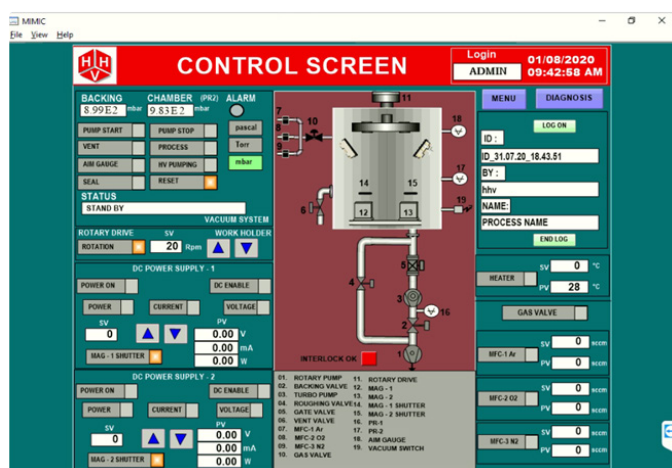 MIMIC
File View Help
HHV
CONTROL SCREEN
Login
ADMIN
01/08/2020
09:42:58 AM
BACKING CHAMBER (PR2) ALARM
8.99E2 mbar 9.83E2 mbar
PUMP START PUMP STOP pascal
VENT PROCESS Torr
AIM GAUGE HV PUMPING mbar
SEAL RESET
STATUS
STAND BY
VACUUM SYSTEM
ROTARY DRIVE SV WORK HOLDER
ROTATION 20 Rpm
DC POWER SUPPLY - 1
POWER ON DC ENABLE
POWER CURRENT VOLTAGE
SV PV
0 0.00 V
0.00 mA
MAG - 1 SHUTTER 0.00 W
DC POWER SUPPLY - 2
POWER ON DC ENABLE
POWER CURRENT VOLTAGE
SV PV
0 0.00 V
0.00 mA
MAG - 2 SHUTTER 0.00 W
11
7
8
9
10
18
17
19
14 15
12 13
6
5
4
3
16
2
1
INTERLOCK OK
01. ROTARY PUMP
02. BACKING VALVE
03. TURBO PUMP
04. ROUGHING VALVE
05. GATE VALVE
06. VENT VALVE
07. MFC-1 Ar
08. MFC-2 O2
09. MFC-3 N2
10. GAS VALVE
11. ROTARY DRIVE
12. MAG - 1
13. MAG - 2
14. MAG - 1 SHUTTER
15. MAG - 2 SHUTTER
16. PR-1
17. PR-2
18. AIM GAUGE
19. VACUUM SWITCH
MENU DIAGNOSIS
LOG ON
ID :
ID_31.07.20_18.43.51
BY :
hhv
NAME:
PROCESS NAME
END LOG
HEATER SV 0 °C
PV 28 °C
GAS VALVE
MFC-1 Ar SV 0 sccm
PV 0 sccm
MFC-2 O2 SV 0 sccm
PV 0 sccm
MFC-3 N2 SV 0 sccm
PV 0 sccm